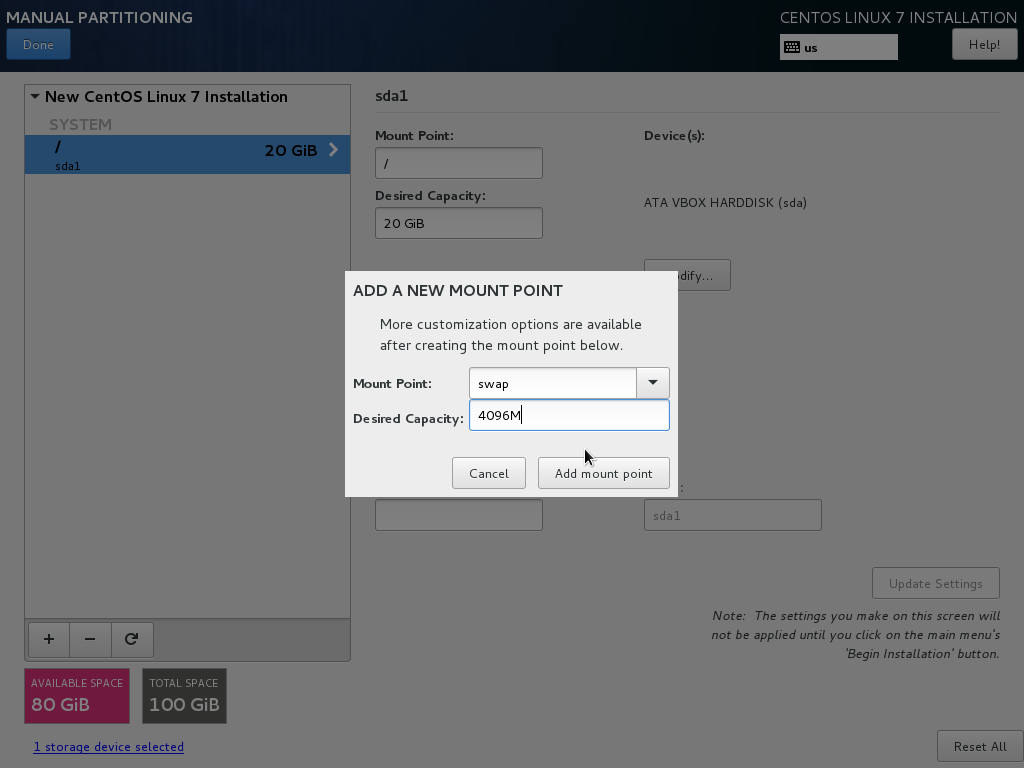 MANUAL PARTITIONING
CENTOS LINUX 7 INSTALLATION
Done
us
Help!
New CentOS Linux 7 Installation
SYSTEM
/
20 GiB
sda1
sda1
Mount Point:
/
Desired Capacity:
20 GiB
Device(s):
ATA VBOX HARDDISK (sda)
dify...
ADD A NEW MOUNT POINT
More customization options are available
after creating the mount point below.
Mount Point:
swap
Desired Capacity:
4096M
Cancel
Add mount point
:
sda1
Update Settings
Note: The settings you make on this screen will
not be applied until you click on the main menu's
'Begin Installation' button.
AVAILABLE SPACE
80 GiB
TOTAL SPACE
100 GiB
1 storage device selected
Reset All